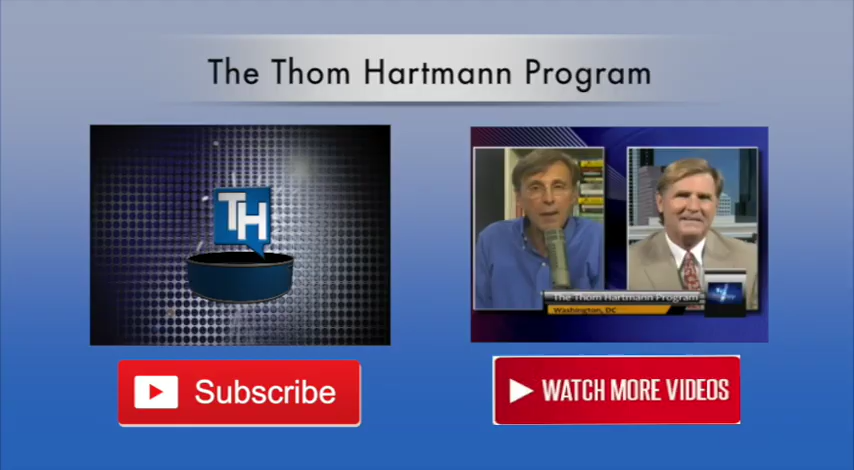 The Thom Hartmann Program
TH
The Thom Hartmann Program
Washington, DC
Subscribe
WATCH MORE VIDEOS